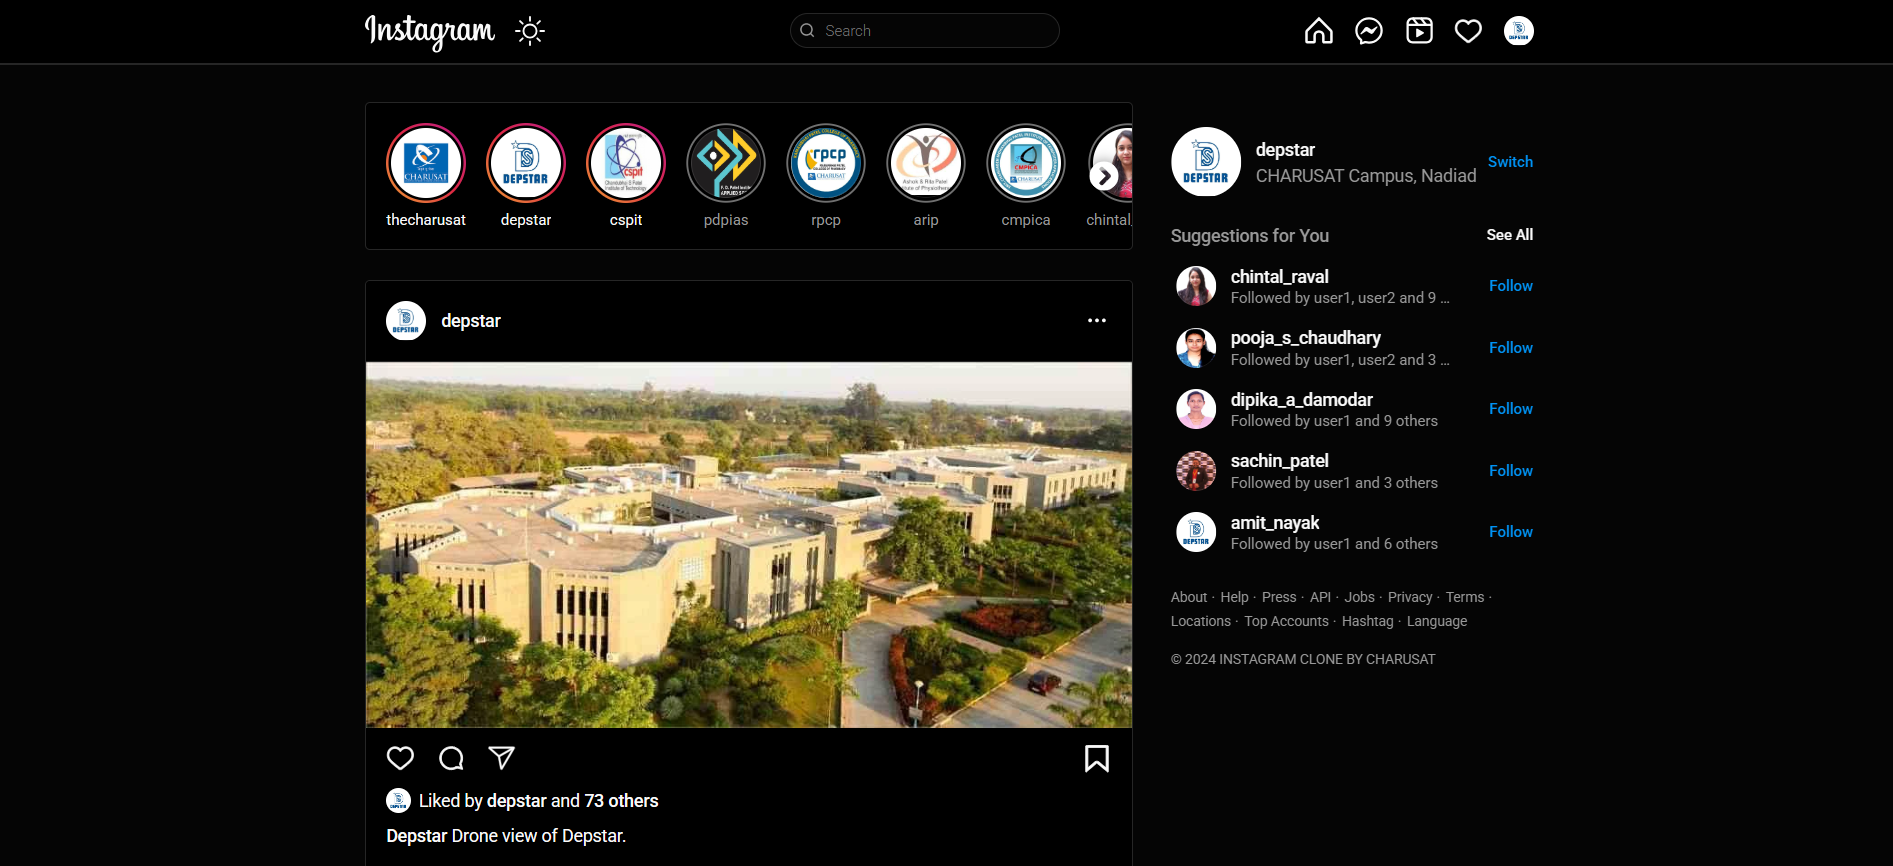 Instagram
Search
thecharusat
depstar
cspit
pdpias
rpcp
arip
cmpica
chintal
CHARUSAT
DEPSTAR
cspit
rpcp
CHARUSAT
CMPICA
CHARUSAT
DEPSTAR
depstar
CHARUSAT Campus, Nadiad
Switch
Suggestions for You
See All
chintal_raval
Followed by user1, user2 and 9 ...
Follow
pooja_s_chaudhary
Followed by user1, user2 and 3 ...
Follow
dipika_a_damodar
Followed by user1 and 9 others
Follow
sachin_patel
Followed by user1 and 3 others
Follow
DEPSTAR
amit_nayak
Followed by user1 and 6 others
Follow
About · Help · Press · API · Jobs · Privacy · Terms ·
Locations · Top Accounts · Hashtag · Language
© 2024 INSTAGRAM CLONE BY CHARUSAT
DEPSTAR
depstar
Liked by depstar and 73 others
Depstar Drone view of Depstar.